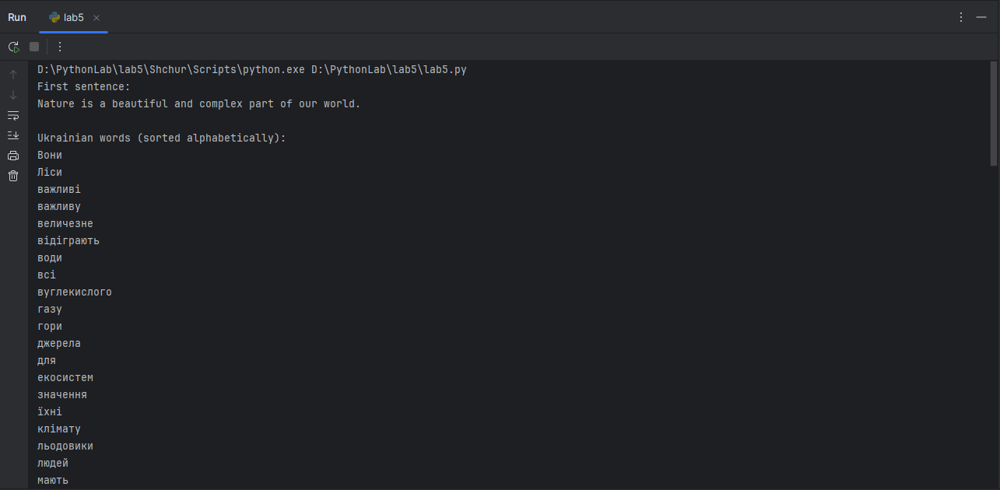 Run lab5
D:\PythonLab\lab5\Shchur\Scripts\python.exe D:\PythonLab\lab5\lab5.py
First sentence:
Nature is a beautiful and complex part of our world.
Ukrainian words (sorted alphabetically):
Вони
Ліси
важливі
важливу
величезне
відіграють
води
всі
вуглекислого
газу
гори
джерела
для
екосистем
значення
їхні
клімату
льодовики
людей
мають